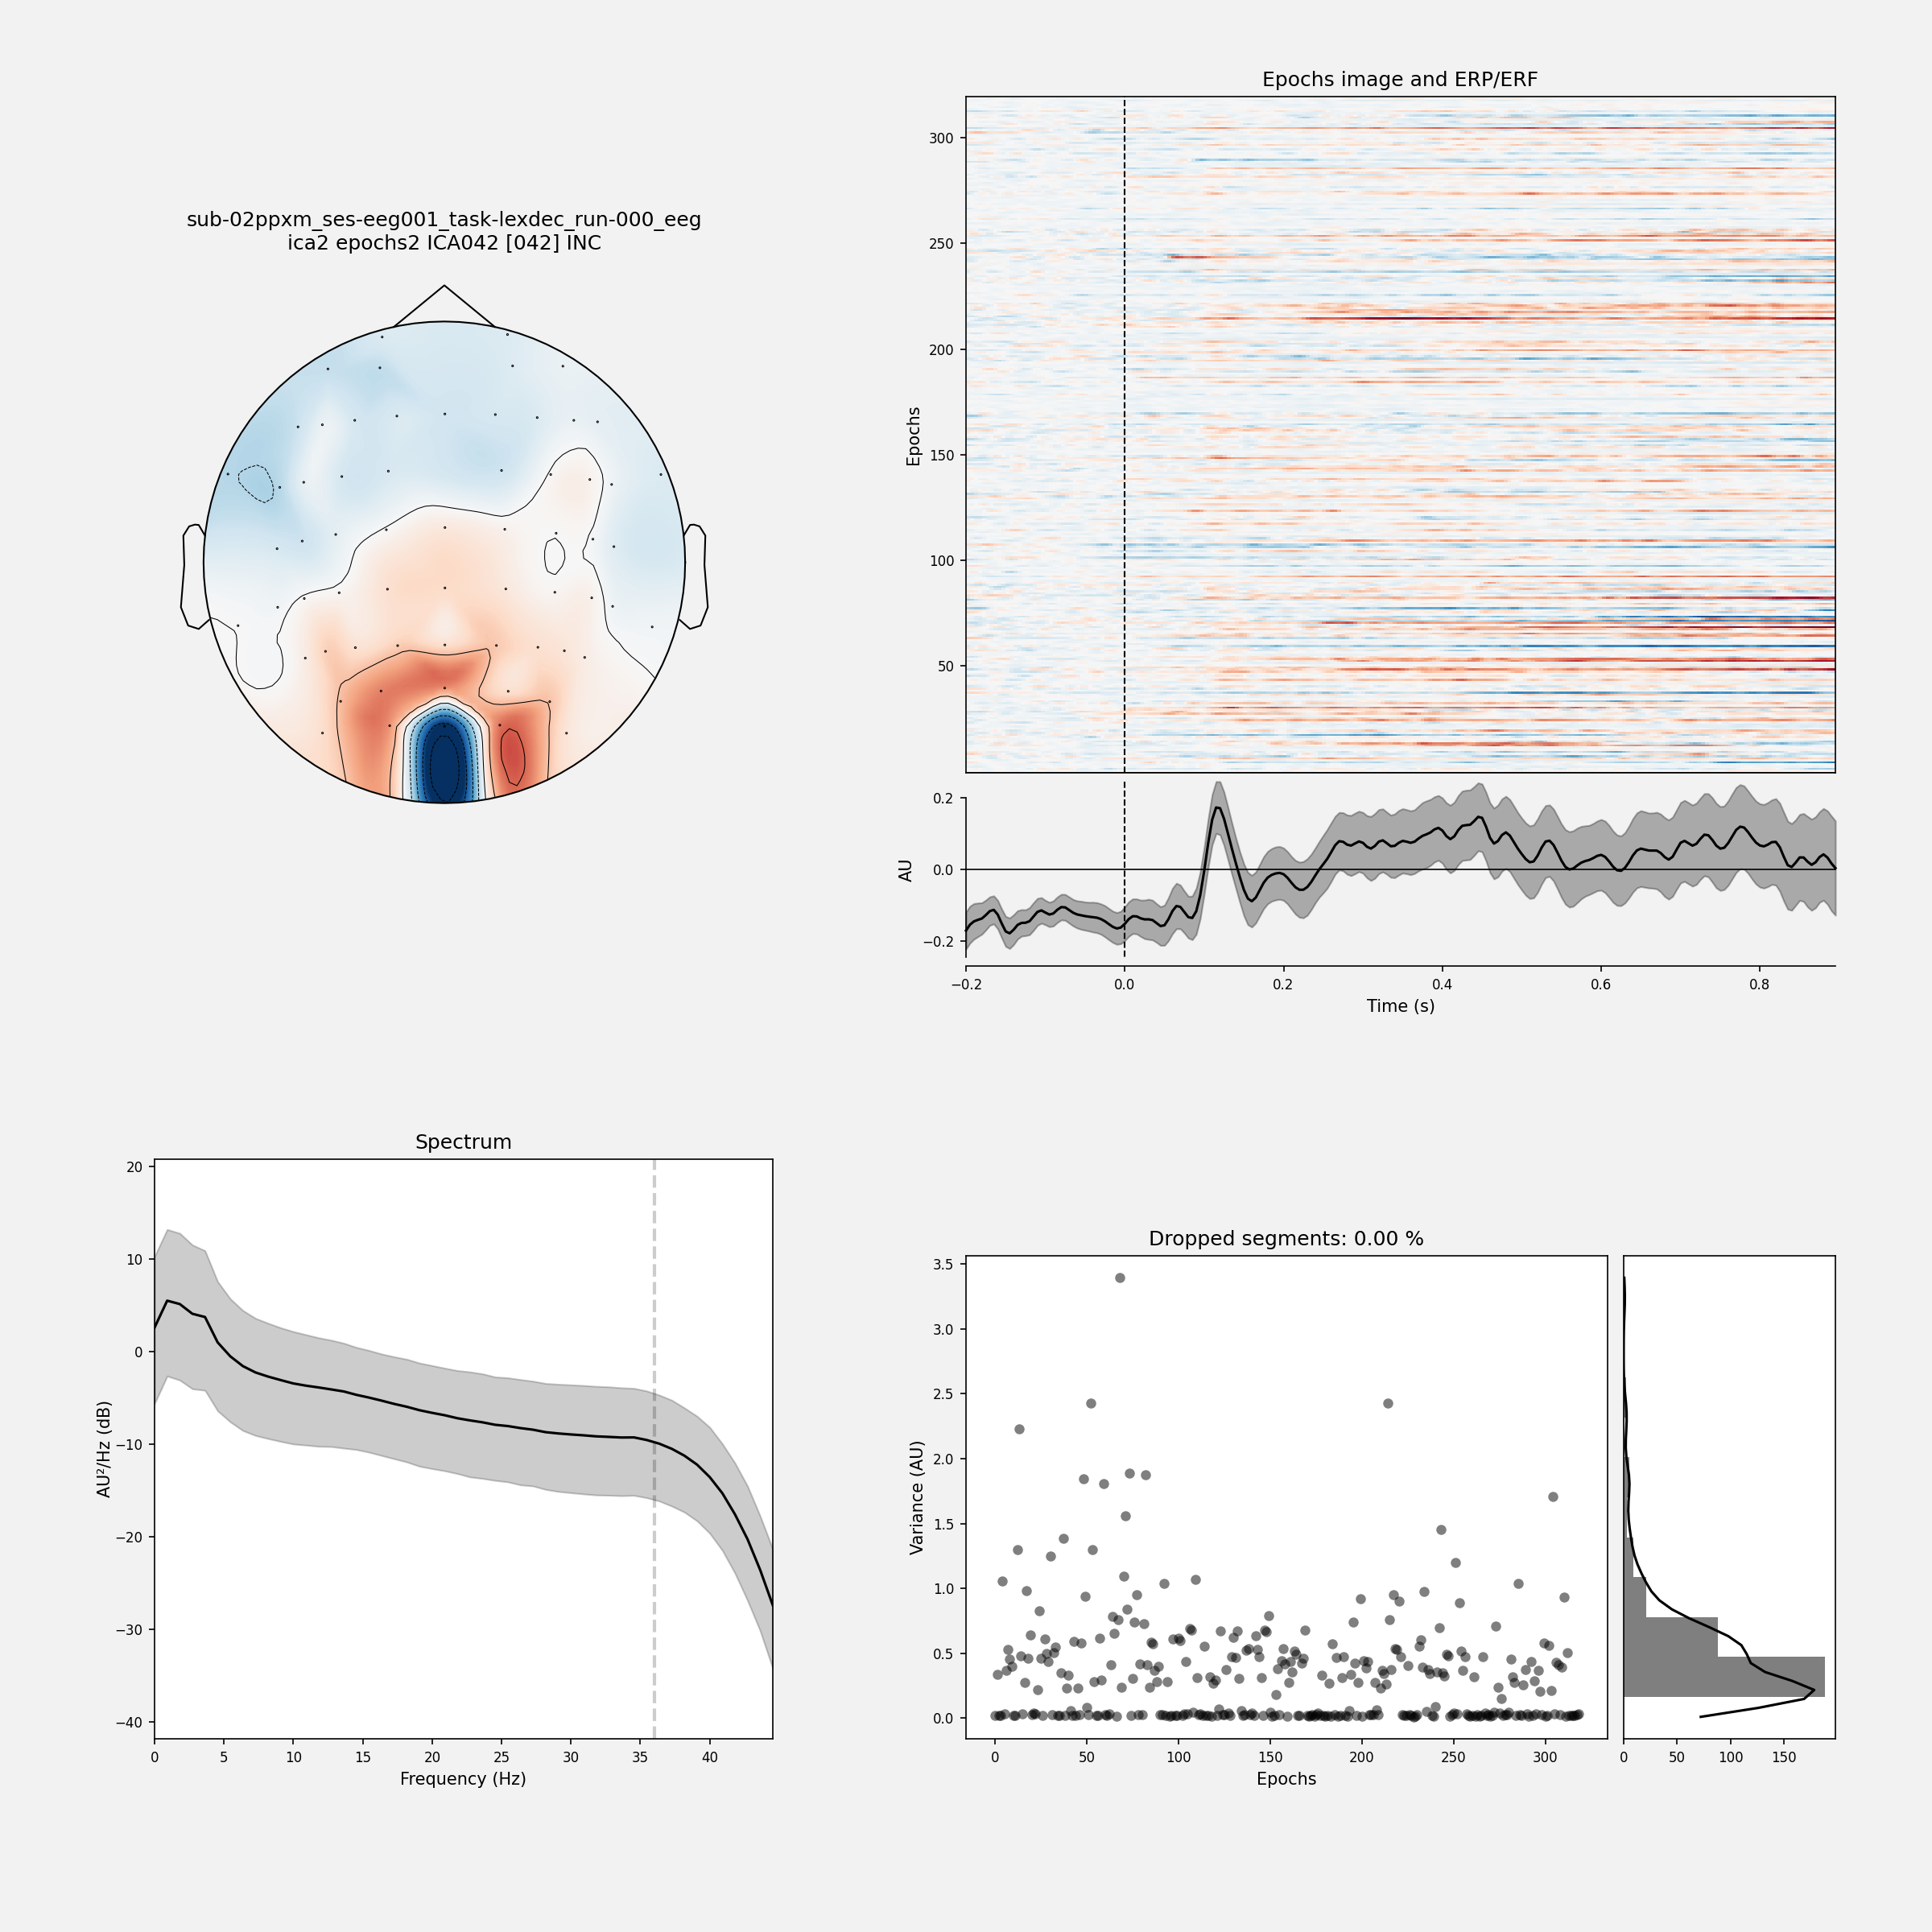 sub-02ppxm_ses-eeg001_task-lexdec_run-000_eeg
ica2 epochs2 ICA042 [042] INC
Epochs image and ERP/ERF
Epochs
300
250
200
150
100
50
AU
0.2
0.0
−0.2
−0.2 0.0 0.2 0.4 0.6 0.8
Time (s)
Spectrum
AU²/Hz (dB)
20
10
0
−10
−20
−30
−40
0 5 10 15 20 25 30 35 40
Frequency (Hz)
Dropped segments: 0.00 %
Variance (AU)
3.5
3.0
2.5
2.0
1.5
1.0
0.5
0.0
0 50 100 150 200 250 300
Epochs
0 50 100 150